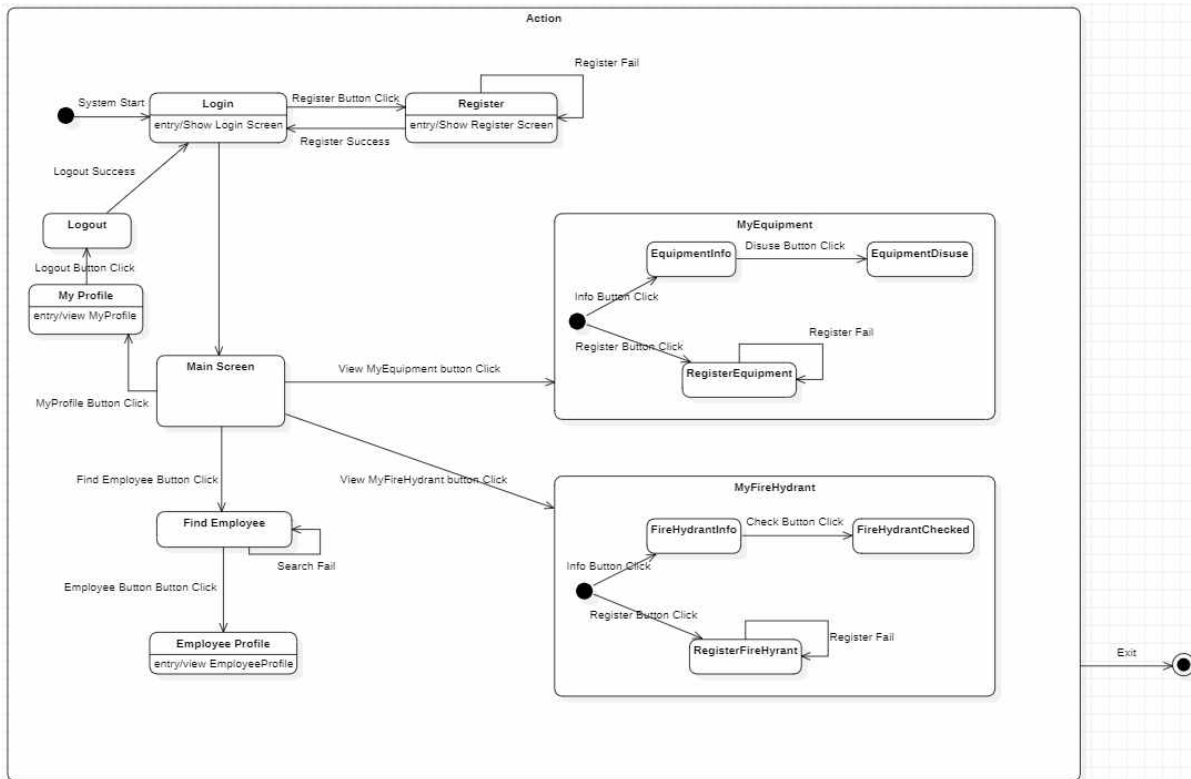 Action
Register Fail
System Start
Login
Register Button Click
Register
entry/Show Login Screen
entry/Show Register Screen
Register Success
Logout Success
Logout
Logout Button Click
My Profile
entry/view MyProfile
MyEquipment
EquipmentInfo
Disuse Button Click
EquipmentDisuse
Info Button Click
Register Button Click
Register Fail
RegisterEquipment
Main Screen
View MyEquipment button Click
MyProfile Button Click
Find Employee Button Click
View MyFireHydrant button Click
MyFireHydrant
FireHydrantInfo
Check Button Click
FireHydrantChecked
Info Button Click
Register Button Click
Register Fail
RegisterFireHyrant
Find Employee
Search Fail
Employee Button Button Click
Employee Profile
entry/view EmployeeProfile
Exit